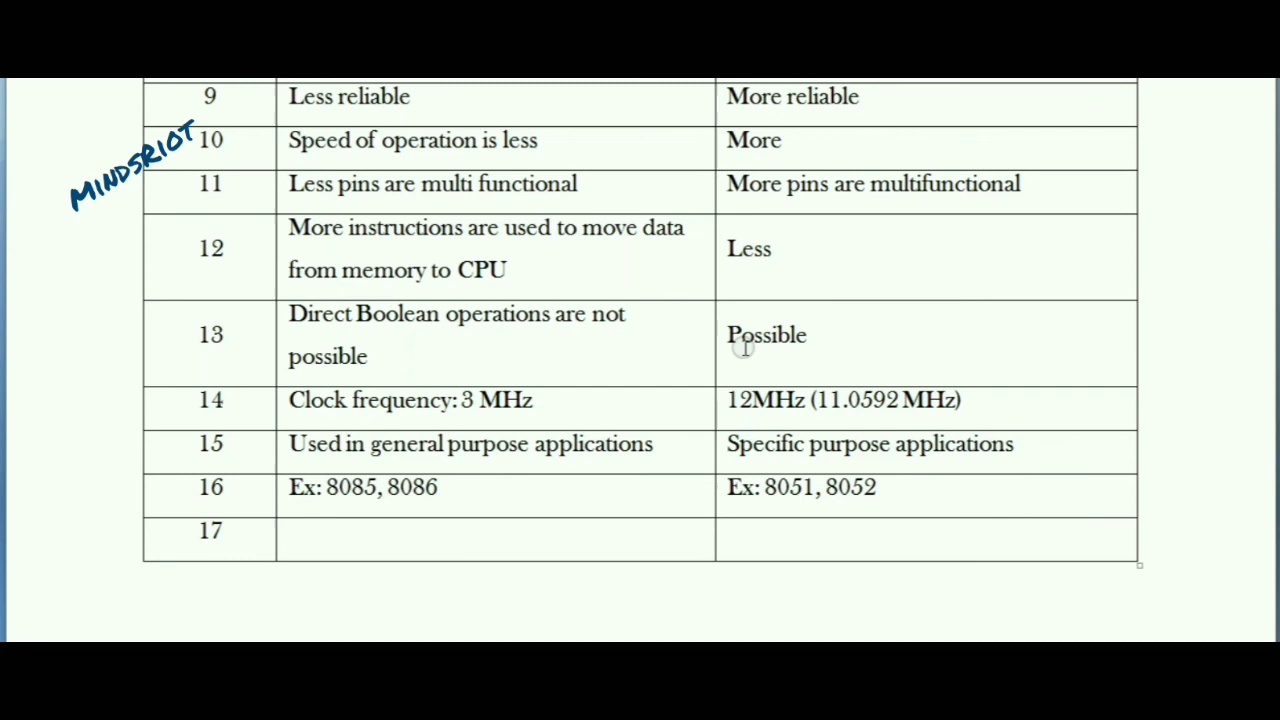 9 Less reliable More reliable
MINDSRIOT
10 Speed of operation is less More
11 Less pins are multi functional More pins are multifunctional
More instructions are used to move data
12 Less
from memory to CPU
Direct Boolean operations are not
13 Possible
possible
14 Clock frequency: 3 MHz 12MHz (11.0592 MHz)
15 Used in general purpose applications Specific purpose applications
16 Ex: 8085, 8086 Ex: 8051, 8052
17